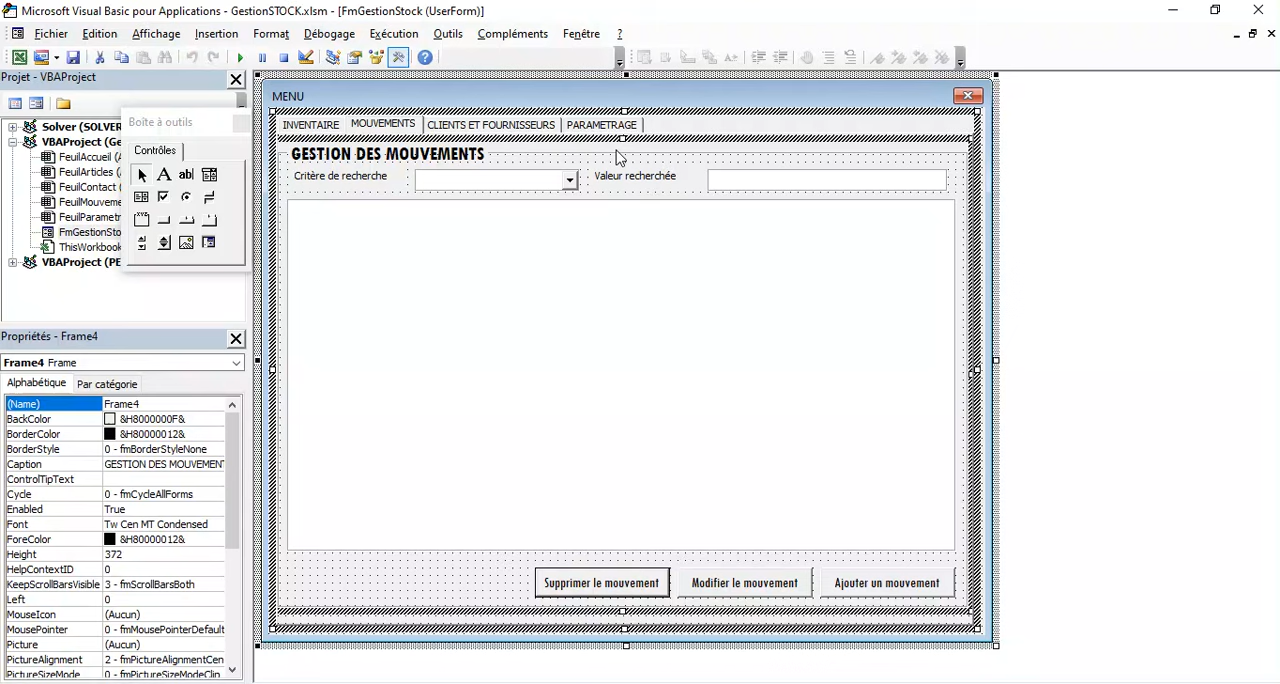 Microsoft Visual Basic pour Applications - GestionSTOCK.xlsm - [FmGestionStock (UserForm)]
Fichier Edition Affichage Insertion Format Débogage Exécution Outils Compléments Fenêtre ?
Projet - VBAProject
Solver (SOLVER
VBAProject (Ge
FeuilAccueil (A
FeuilArticles (
FeuilContact (
FeuilMouveme
FeuilParametr
FmGestionSto
ThisWorkbook
VBAProject (PE
Boîte à outils
Contrôles
A
ab|
Propriétés - Frame4
Frame4 Frame
Alphabétique Par catégorie
(Name) Frame4
BackColor &H8000000F&
BorderColor &H80000012&
BorderStyle 0 - fmBorderStyleNone
Caption GESTION DES MOUVEMENT
ControlTipText
Cycle 0 - fmCycleAllForms
Enabled True
Font Tw Cen MT Condensed
ForeColor &H80000012&
Height 372
HelpContextID 0
KeepScrollBarsVisible 3 - fmScrollBarsBoth
Left 0
MouseIcon (Aucun)
MousePointer 0 - fmMousePointerDefault
Picture (Aucun)
PictureAlignment 2 - fmPictureAlignmentCen
PictureSizeMode 0 - fmPictureSizeModeClip
MENU
INVENTAIRE MOUVEMENTS CLIENTS ET FOURNISSEURS PARAMETRAGE
GESTION DES MOUVEMENTS
Critère de recherche Valeur recherchée
Supprimer le mouvement Modifier le mouvement Ajouter un mouvement